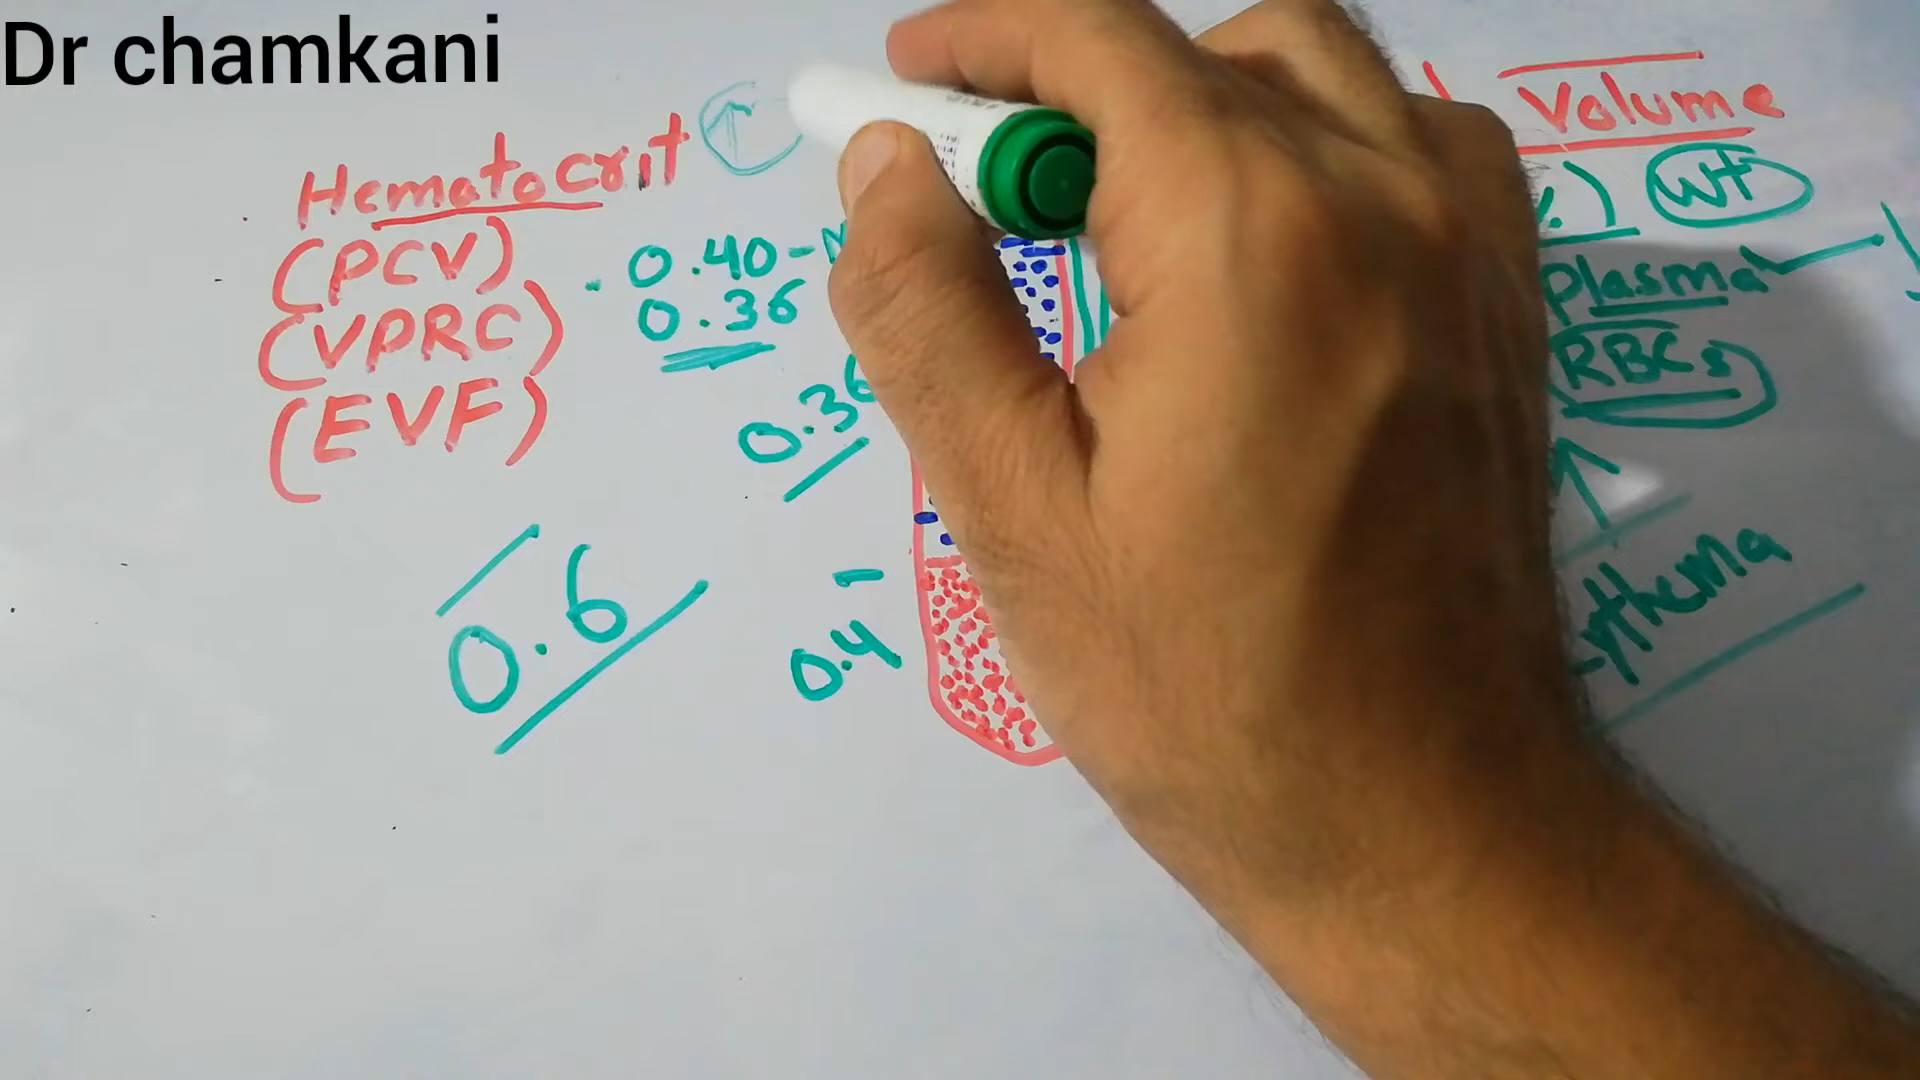 Dr chamkani
Hematocrit
(PCV)
(VPRC)
(EVF)
0.40 -
0.36
0.36
0.6
0.4
Volume
Wt
Plasma
RBCs